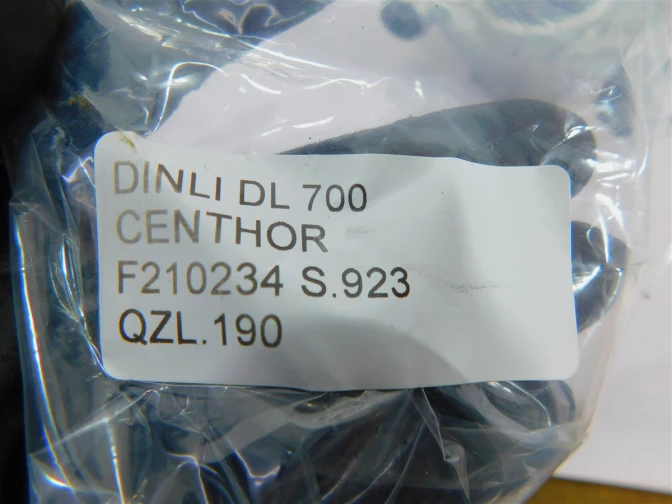 DINLI DL 700
CENTHOR
F210234 S.923
QZL.190